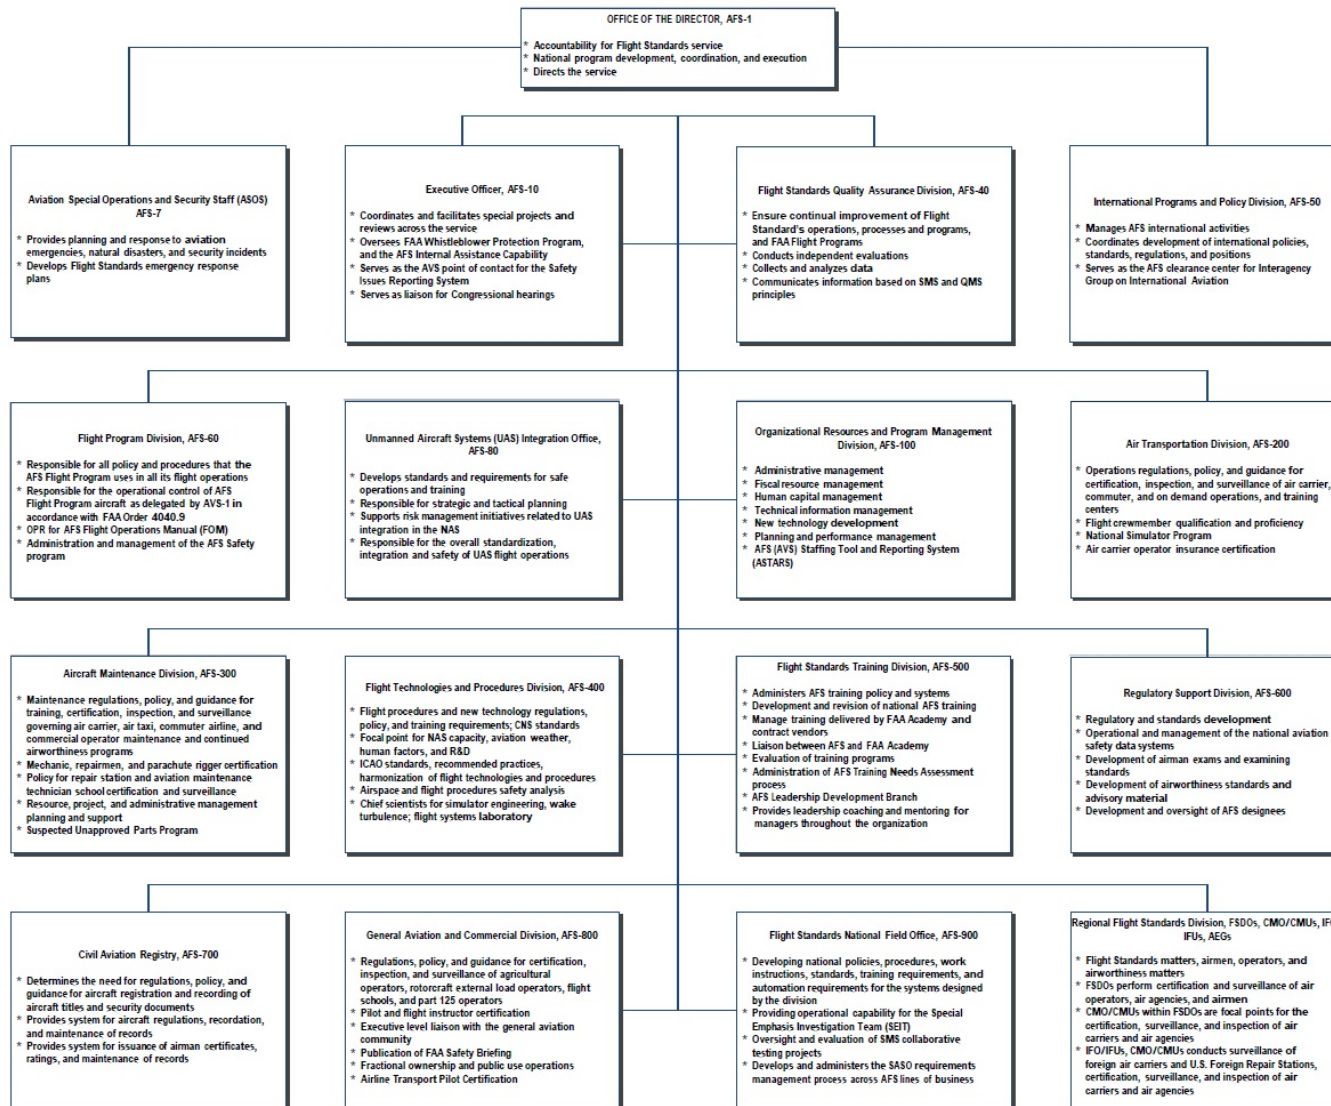 OFFICE OF THE DIRECTOR, AFS-1
* Accountability for Flight Standards service
* National program development, coordination, and execution
* Directs the service
Aviation Special Operations and Security Staff (ASOS)
AFS-7
* Provides planning and response to aviation
emergencies, natural disasters, and security incidents
* Develops Flight Standards emergency response
plans
Executive Officer, AFS-10
* Coordinates and facilitates special projects and
reviews across the service
* Oversees FAA Whistleblower Protection Program,
and the AFS Internal Assistance Capability
* Serves as the AVS point of contact for the Safety
Issues Reporting System
* Serves as liaison for Congressional hearings
Flight Standards Quality Assurance Division, AFS-40
* Ensure continual improvement of Flight
Standard's operations, processes and programs,
and FAA Flight Programs
* Conducts independent evaluations
* Collects and analyzes data
* Communicates information based on SMS and QMS
principles
International Programs and Policy Division, AFS-50
* Manages AFS international activities
* Coordinates development of international policies,
standards, regulations, and positions
* Serves as the AFS clearance center for Interagency
Group on International Aviation
Flight Program Division, AFS-60
* Responsible for all policy and procedures that the
AFS Flight Program uses in all its flight operations
* Responsible for the operational control of AFS
Flight Program aircraft as delegated by AVS-1 in
accordance with FAA Order 4040.9
* OPR for AFS Flight Operations Manual (FOM)
* Administration and management of the AFS Safety
program
Unmanned Aircraft Systems (UAS) Integration Office,
AFS-80
* Develops standards and requirements for safe
operations and training
* Responsible for strategic and tactical planning
* Supports risk management initiatives related to UAS
integration in the NAS
* Responsible for the overall standardization,
integration and safety of UAS flight operations
Organizational Resources and Program Management
Division, AFS-100
* Administrative management
* Fiscal resource management
* Human capital management
* Technical information management
* New technology development
* Planning and performance management
* AFS (AVS) Staffing Tool and Reporting System
(ASTARS)
Air Transportation Division, AFS-200
* Operations regulations, policy, and guidance for
certification, inspection, and surveillance of air carrier,
commuter, and on demand operations, and training
centers
* Flight crewmember qualification and proficiency
* National Simulator Program
* Air carrier operator insurance certification
Aircraft Maintenance Division, AFS-300
* Maintenance regulations, policy, and guidance for
training, certification, inspection, and surveillance
governing air carrier, air taxi, commuter airline, and
commercial operator maintenance and continued
airworthiness programs
* Mechanic, repairmen, and parachute rigger certification
* Policy for repair station and aviation maintenance
technician school certification and surveillance
* Resource, project, and administrative management
planning and support
* Suspected Unapproved Parts Program
Flight Technologies and Procedures Division, AFS-400
* Flight procedures and new technology regulations,
policy, and training requirements; CNS standards
* Focal point for NAS capacity, aviation weather,
human factors, and R&D
* ICAO standards, recommended practices,
harmonization of flight technologies and procedures
* Airspace and flight procedures safety analysis
* Chief scientists for simulator engineering, wake
turbulence; flight systems laboratory
Flight Standards Training Division, AFS-500
* Administers AFS training policy and systems
* Development and revision of national AFS training
* Manage training delivered by FAA Academy and
contract vendors
* Liaison between AFS and FAA Academy
* Evaluation of training programs
* Administration of AFS Training Needs Assessment
process
* AFS Leadership Development Branch
* Provides leadership coaching and mentoring for
managers throughout the organization
Regulatory Support Division, AFS-600
* Regulatory and standards development
* Operational and management of the national aviation
safety data systems
* Development of airman exams and examining
standards
* Development of airworthiness standards and
advisory material
* Development and oversight of AFS designees
Civil Aviation Registry, AFS-700
* Determines the need for regulations, policy, and
guidance for aircraft registration and recording of
aircraft titles and security documents
* Provides system for aircraft regulations, recordation,
and maintenance of records
* Provides system for issuance of airman certificates,
ratings, and maintenance of records
General Aviation and Commercial Division, AFS-800
* Regulations, policy, and guidance for certification,
inspection, and surveillance of agricultural
operators, rotorcraft external load operators, flight
schools, and part 125 operators
* Pilot and flight instructor certification
* Executive level liaison with the general aviation
community
* Publication of FAA Safety Briefing
* Fractional ownership and public use operations
* Airline Transport Pilot Certification
Flight Standards National Field Office, AFS-900
* Developing national policies, procedures, work
instructions, standards, training requirements, and
automation requirements for the systems designed
by the division
* Providing operational capability for the Special
Emphasis Investigation Team (SEIT)
* Oversight and evaluation of SMS collaborative
testing projects
* Develops and administers the SASO requirements
management process across AFS lines of business
Regional Flight Standards Division, FSDOs, CMO/CMUs,
IFUs, AEGs
* Flight Standards matters, airmen, operators, and
airworthiness matters
* FSDOs perform certification and surveillance of air
operators, air agencies, and airmen
* CMO/CMUs within FSDOs are focal points for the
certification, surveillance, and inspection of air
carriers and air agencies
* IFO/IFUs, CMO/CMUs conducts surveillance of
foreign air carriers and U.S. Foreign Repair Stations,
certification, surveillance, and inspection of air
carriers and air agencies